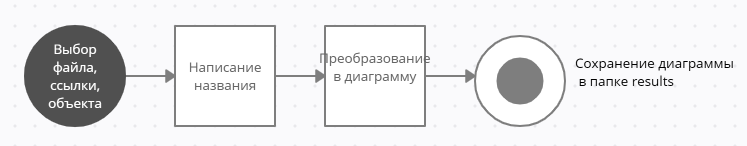 Выбор
файла,
ссылки,
объекта
Написание
названия
Преобразование
в диаграмму
Сохранение диаграммы
в папке results